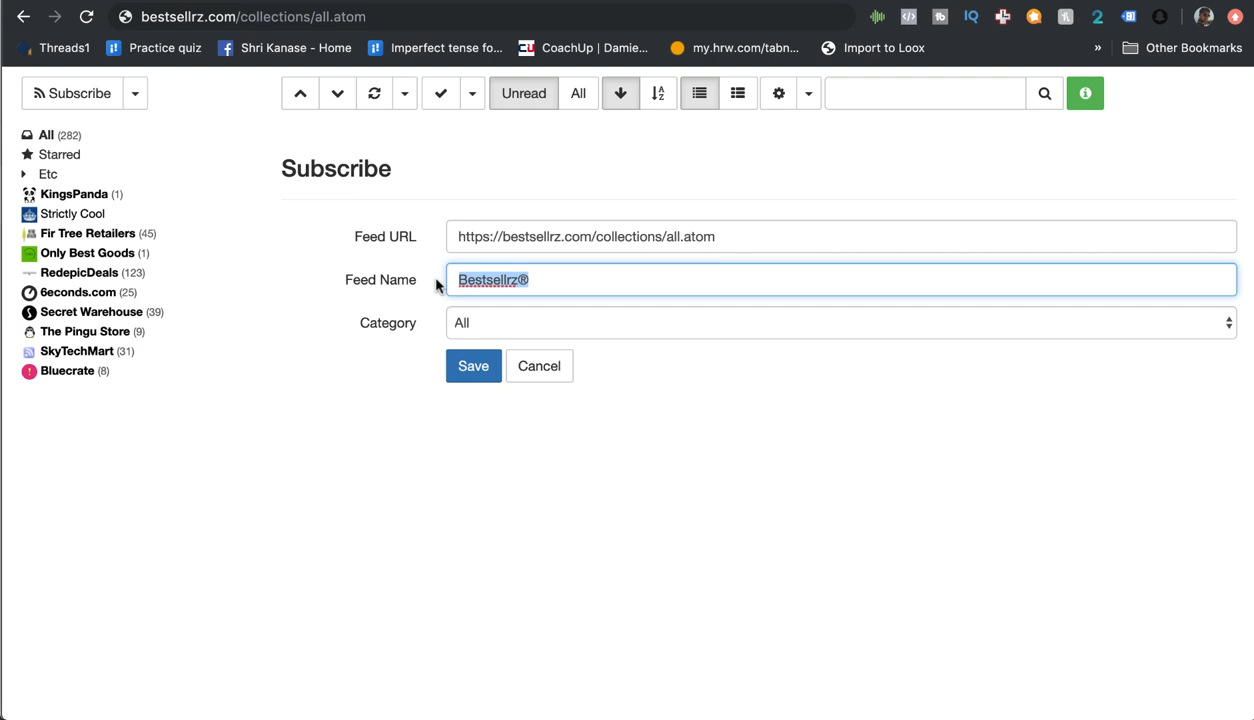 bestsellrz.com/collections/all.atom
Threads1 Practice quiz Shri Kanase - Home Imperfect tense fo... CoachUp | Damie... my.hrw.com/tabn... Import to Loox » Other Bookmarks
Subscribe Unread All
All (282)
Starred
Etc
KingsPanda (1)
Strictly Cool
Fir Tree Retailers (45)
Only Best Goods (1)
RedepicDeals (123)
6econds.com (25)
Secret Warehouse (39)
The Pingu Store (9)
SkyTechMart (31)
Bluecrate (8)
Subscribe
Feed URL https://bestsellrz.com/collections/all.atom
Feed Name Bestsellrz®
Category All
Save Cancel